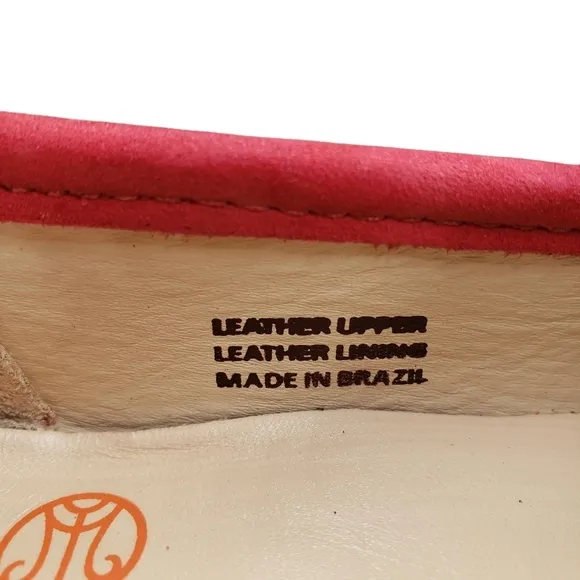 LEATHER UPPER
LEATHER LINING
MADE IN BRAZIL